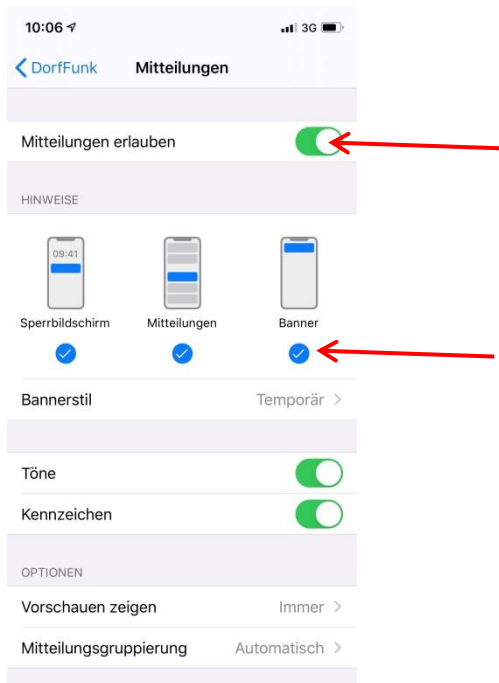 10:06 3G
DorfFunk Mitteilungen
Mitteilungen erlauben
HINWEISE
09:41
Sperrbildschirm Mitteilungen Banner
Bannerstil Temporär
Töne
Kennzeichen
OPTIONEN
Vorschauen zeigen Immer
Mitteilungsgruppierung Automatisch